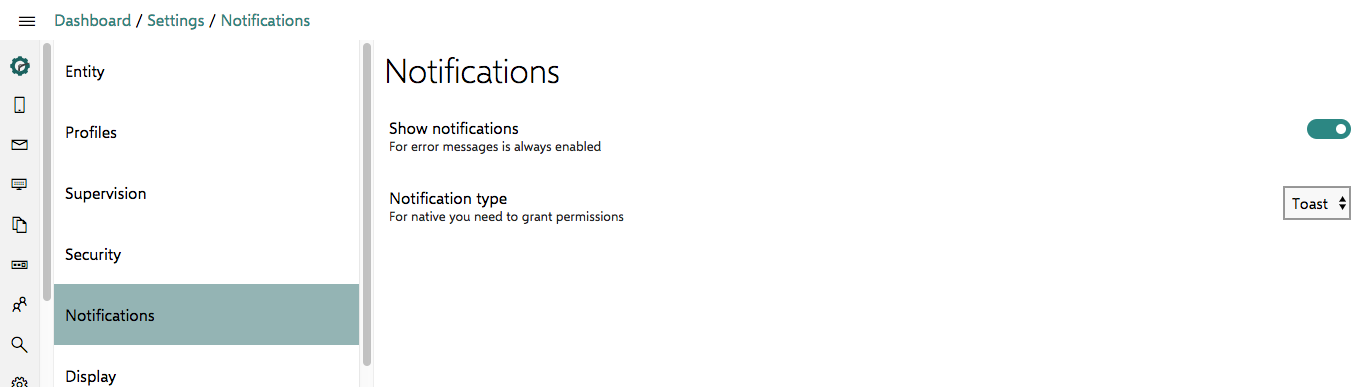 Dashboard / Settings / Notifications
Entity
Profiles
Supervision
Security
Notifications
Display
Notifications
Show notifications
For error messages is always enabled
Notification type
For native you need to grant permissions
Toast